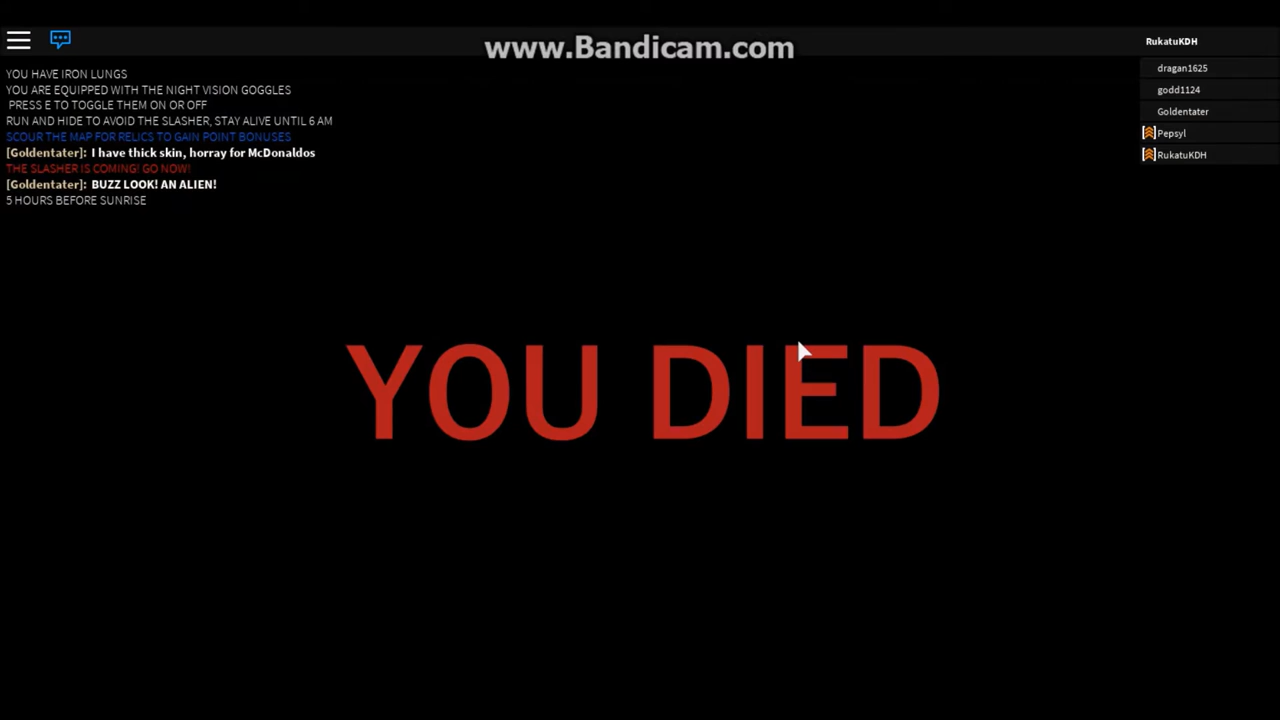 www.Bandicam.com
RukatuKDH
dragan1625
godd1124
Goldentater
Pepsyl
RukatuKDH
YOU HAVE IRON LUNGS
YOU ARE EQUIPPED WITH THE NIGHT VISION GOGGLES
PRESS E TO TOGGLE THEM ON OR OFF
RUN AND HIDE TO AVOID THE SLASHER, STAY ALIVE UNTIL 6 AM
SCOUR THE MAP FOR RELICS TO GAIN POINT BONUSES
[Goldentater]: I have thick skin, horray for McDonaldos
THE SLASHER IS COMING! GO NOW!
[Goldentater]: BUZZ LOOK! AN ALIEN!
5 HOURS BEFORE SUNRISE
YOU DIED